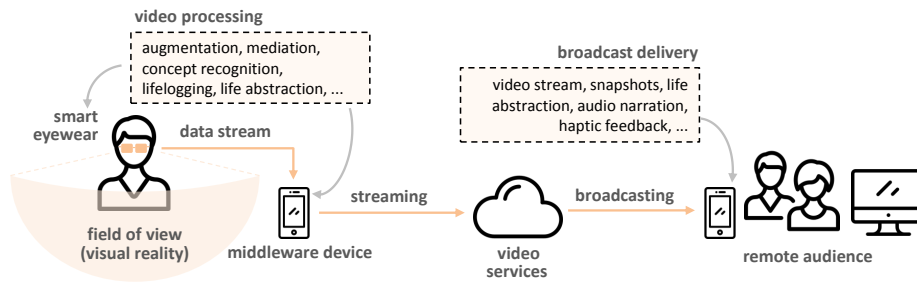 video processing
augmentation, mediation,
concept recognition,
lifelogging, life abstraction, ...
smart
eyewear
data stream
field of view
(visual reality)
middleware device
streaming
video
services
broadcasting
broadcast delivery
video stream, snapshots, life
abstraction, audio narration,
haptic feedback, ...
remote audience